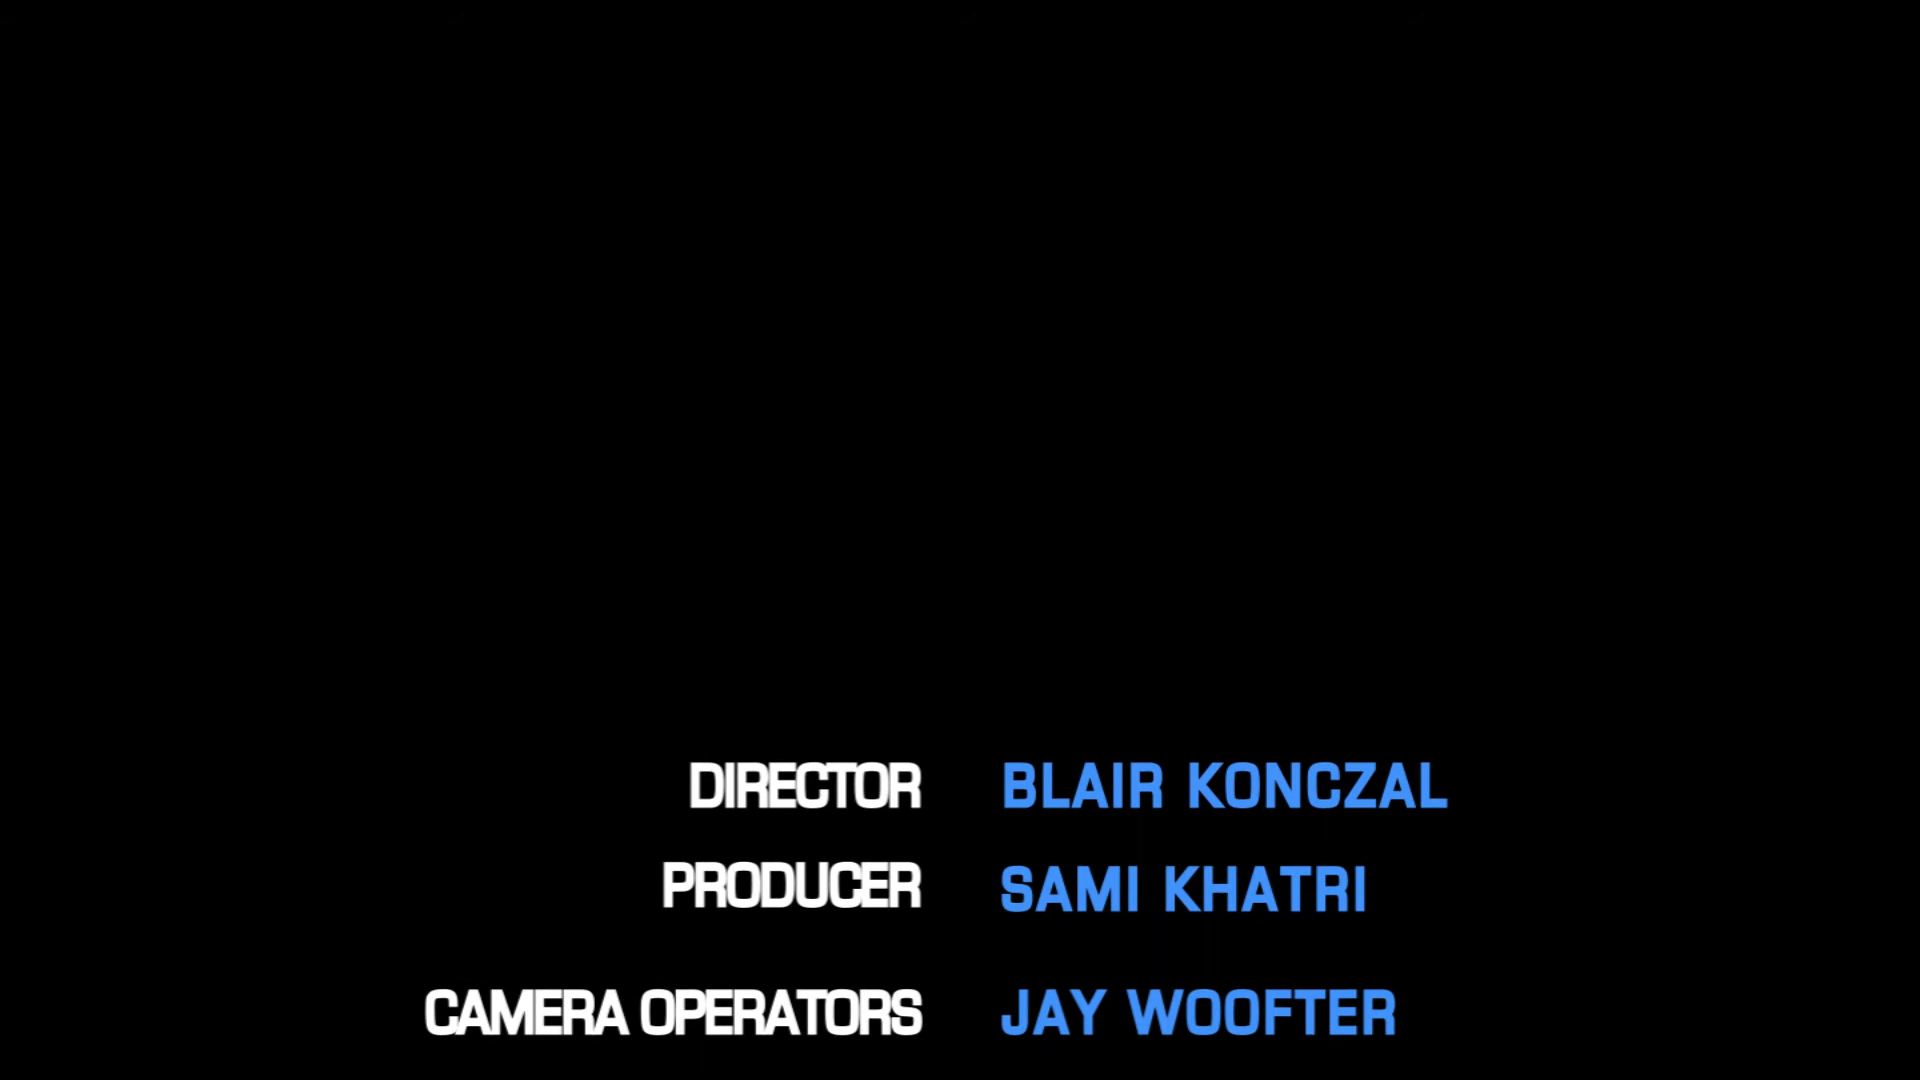 DIRECTOR BLAIR KONCZAL
PRODUCER SAMI KHATRI
CAMERA OPERATORS JAY WOOFTER